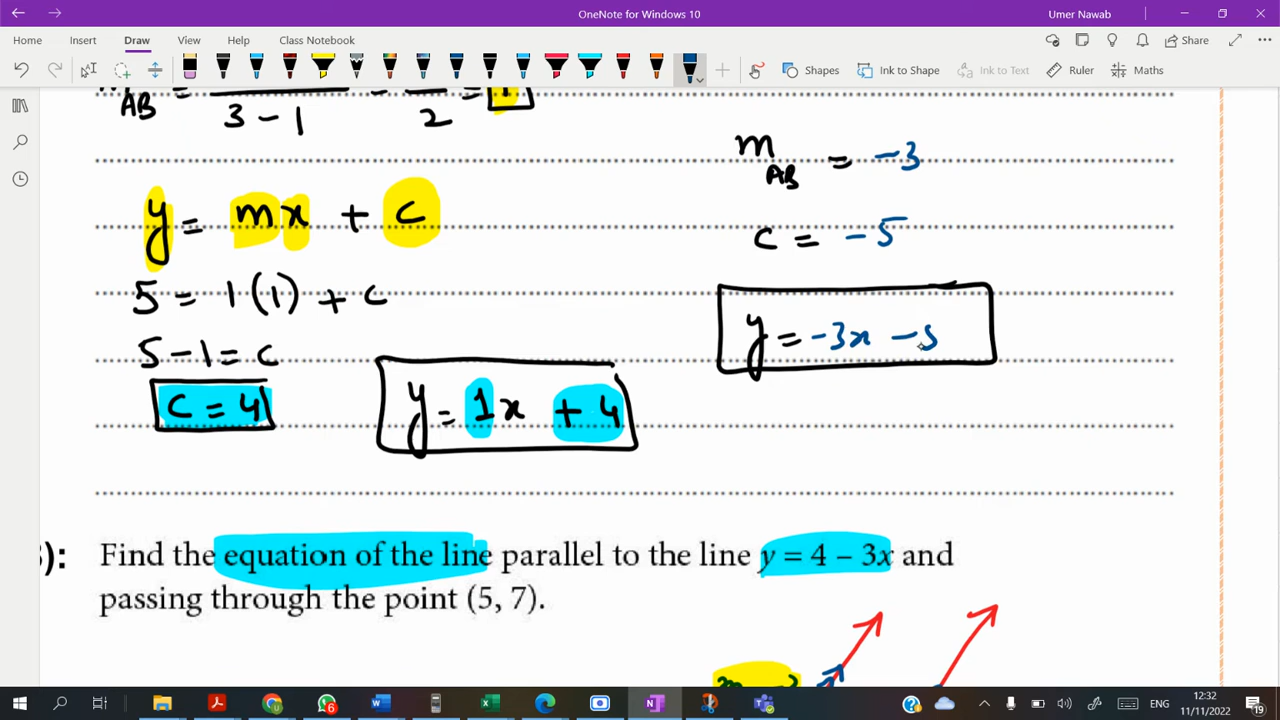 OneNote for Windows 10
Umer Nawab
Home Insert Draw View Help Class Notebook
Share
Shapes Ink to Shape Ink to Text Ruler Maths
AB = 3 - 1 2 =
y = mx + c
5 = 1(1) + c
5 - 1 = c
c = 4
y = 1x + 4
m AB = -3
c = -5
y = -3x - 5
): Find the equation of the line parallel to the line y = 4 – 3x and
passing through the point (5, 7).
6
ENG
12:32
11/11/2022
19